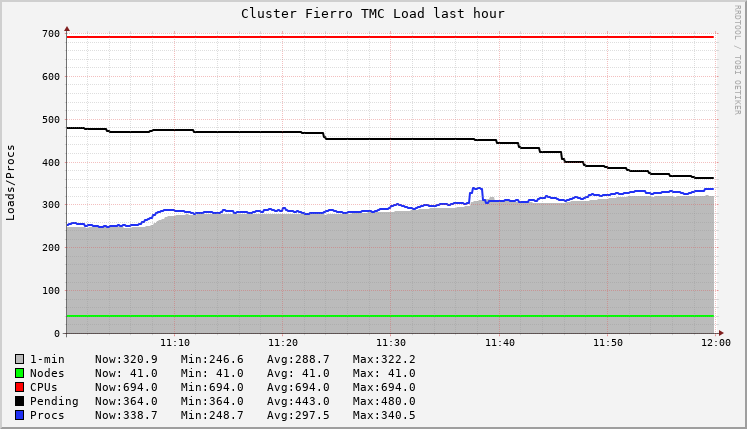 Cluster Fierro TMC Load last hour
RRDTOOL / TOBI OETIKER
Loads/Procs
700
600
500
400
300
200
100
0
11:10 11:20 11:30 11:40 11:50 12:00
1-min Now:320.9 Min:246.6 Avg:288.7 Max:322.2
Nodes Now: 41.0 Min: 41.0 Avg: 41.0 Max: 41.0
CPUs Now:694.0 Min:694.0 Avg:694.0 Max:694.0
Pending Now:364.0 Min:364.0 Avg:443.0 Max:480.0
Procs Now:338.7 Min:248.7 Avg:297.5 Max:340.5